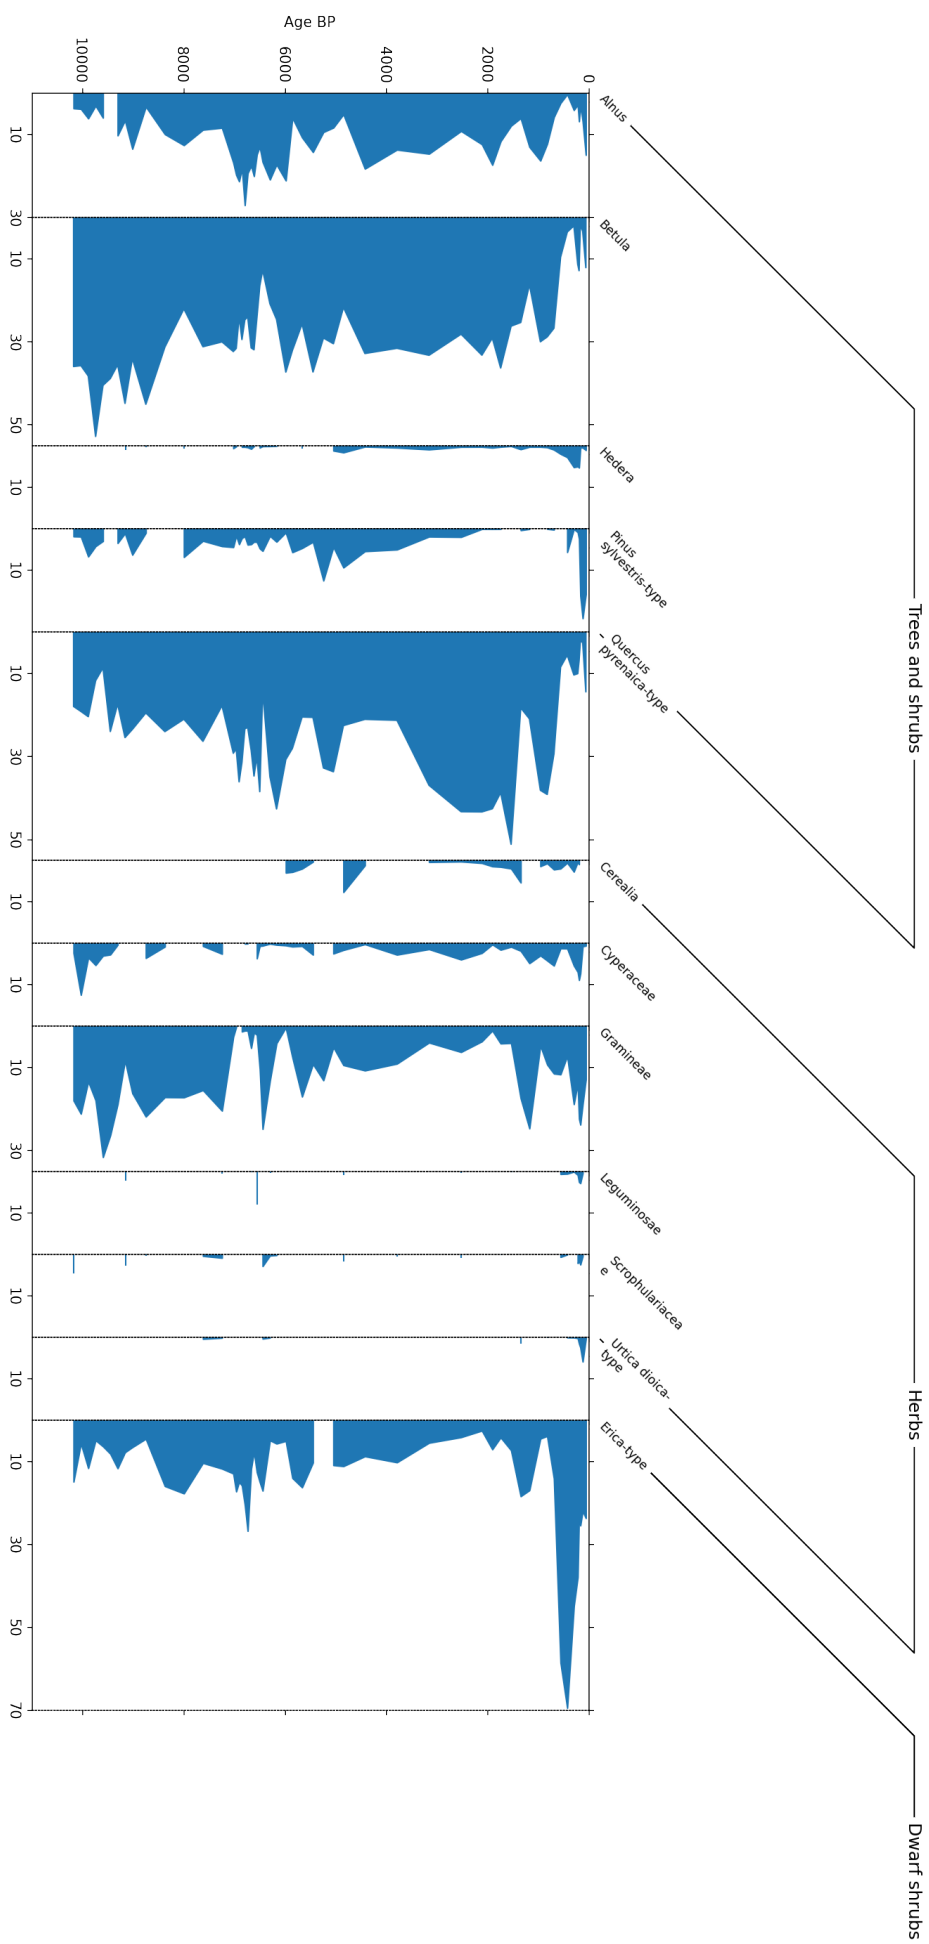 Trees and shrubs
Herbs
Dwarf shrubs
Alnus
Betula
Hedera
Pinus
sylvestris-type
Quercus
pyrenaica-type
Cerealia
Cyperaceae
Gramineae
Leguminosae
Scrophulariacea
e
Urtica dioica-
type
Erica-type
Age BP
0
2000
4000
6000
8000
10000
10
30
10
30
50
10
10
10
30
50
10
10
10
30
10
10
10
10
30
50
70